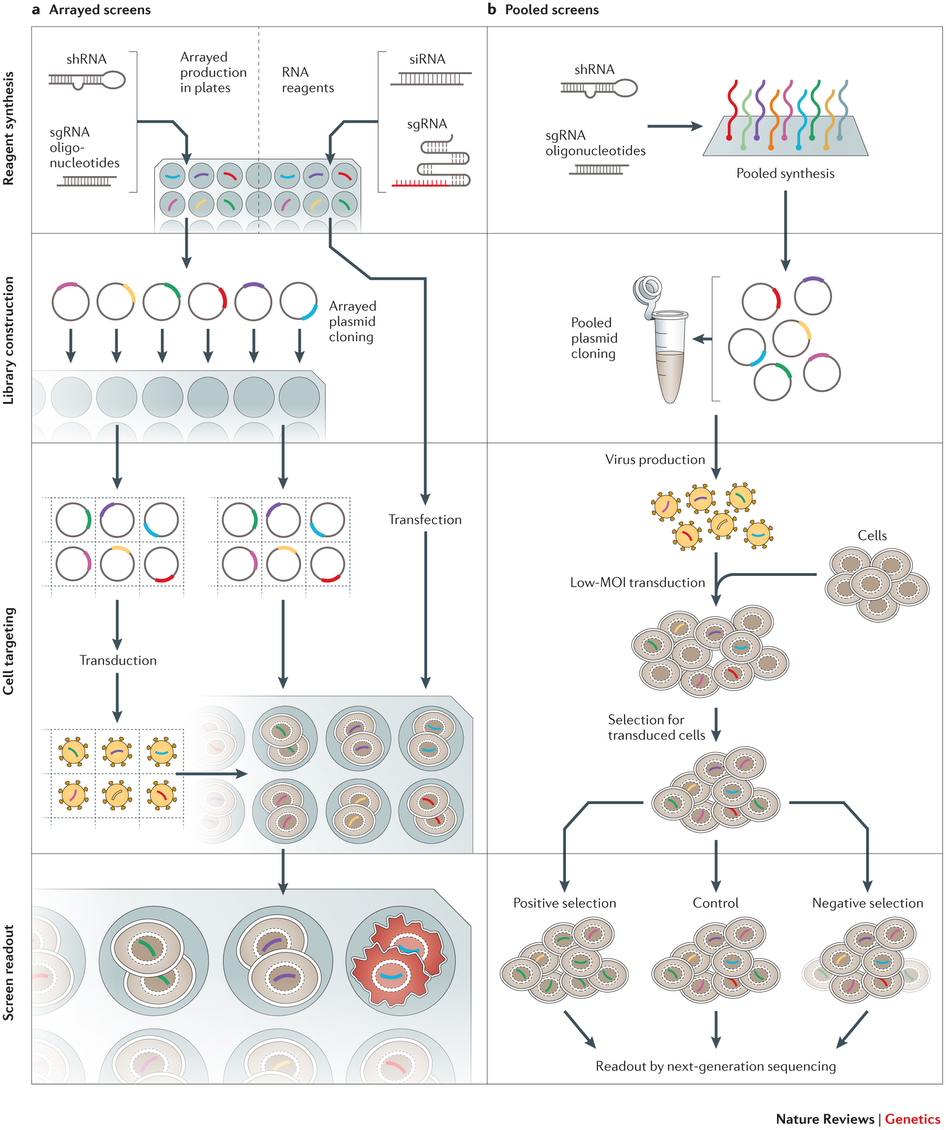 a Arrayed screens
b Pooled screens
Reagent synthesis
shRNA
sgRNA
oligo-
nucleotides
Arrayed
production
in plates
RNA
reagents
siRNA
sgRNA
shRNA
sgRNA
oligonucleotides
Pooled synthesis
Library construction
Arrayed
plasmid
cloning
Pooled
plasmid
cloning
Cell targeting
Transduction
Transfection
Virus production
Low-MOI transduction
Cells
Selection for
transduced cells
Screen readout
Positive selection
Control
Negative selection
Readout by next-generation sequencing
Nature Reviews | Genetics